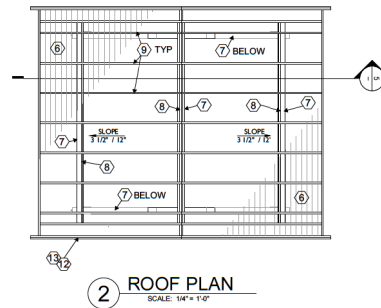 6
9 TYP
7 BELOW
8 7
8 7
SLOPE
3 1/2" / 12"
SLOPE
3 1/2" / 12"
7
8
7 BELOW
6
13
12
2 ROOF PLAN
SCALE: 1/4" = 1'-0"